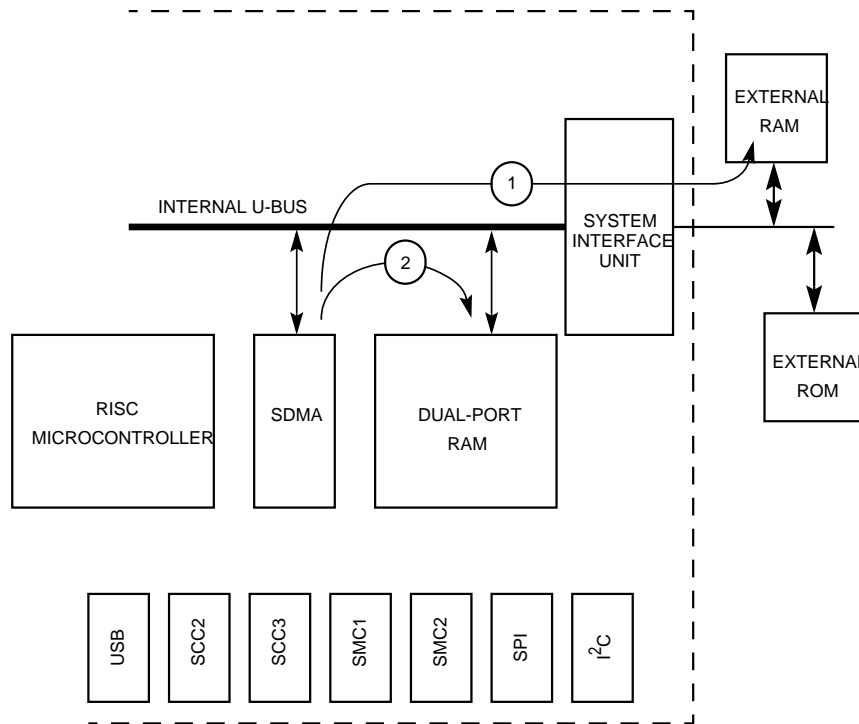 EXTERNAL
RAM
1
INTERNAL U-BUS
SYSTEM
INTERFACE
UNIT
2
EXTERNAL
ROM
RISC
MICROCONTROLLER
SDMA
DUAL-PORT
RAM
USB
SCC2
SCC3
SMC1
SMC2
SPI
I²C